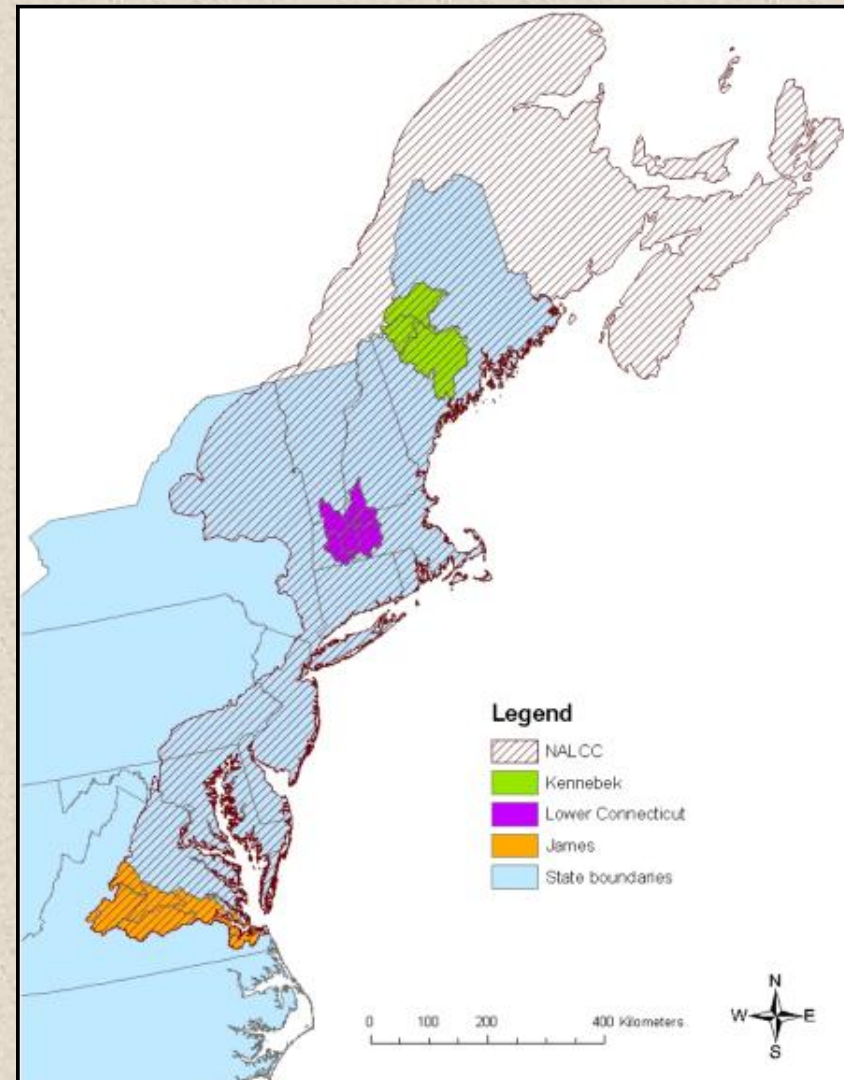 Legend
NALCC
Kennebek
Lower Connecticut
James
State boundaries
N
W E
S
0 100 200 400 Kilometers